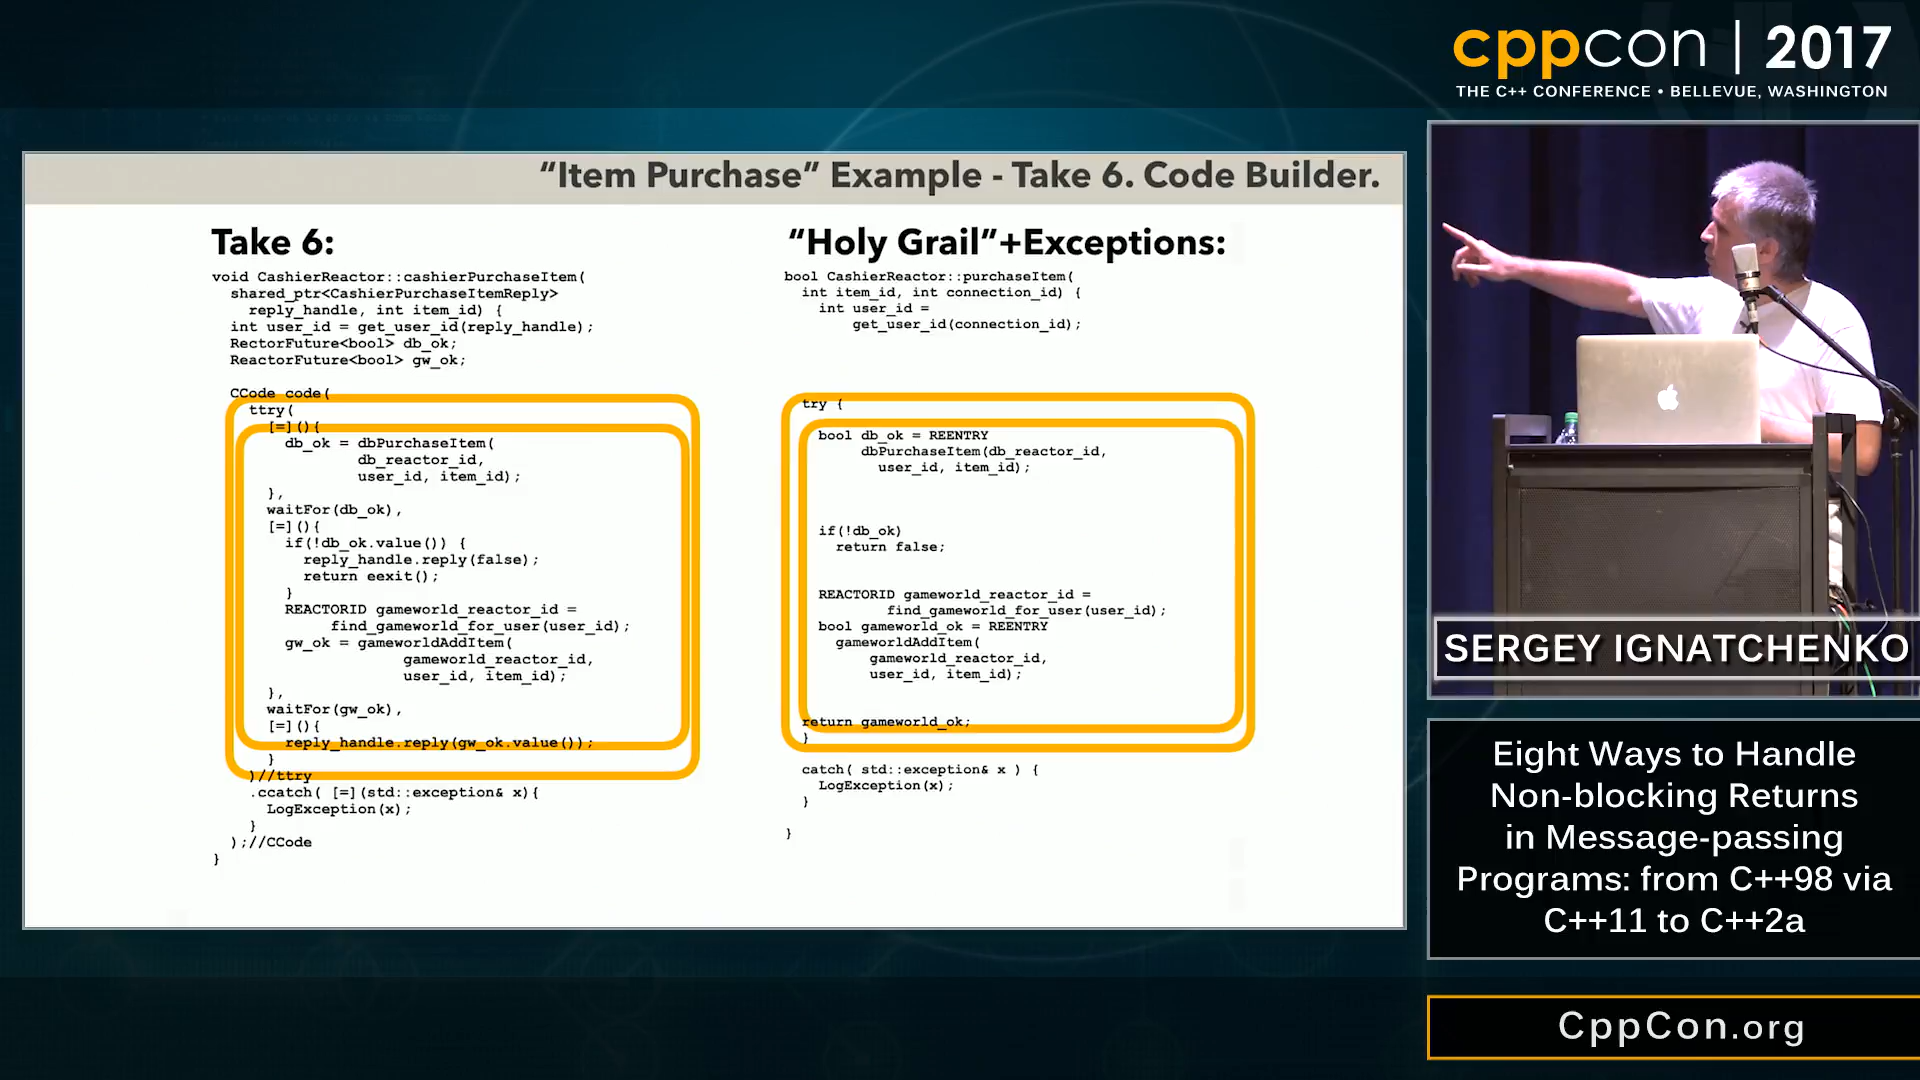 cppcon | 2017
THE C++ CONFERENCE • BELLEVUE, WASHINGTON
“Item Purchase” Example - Take 6. Code Builder.
Take 6:
void CashierReactor::cashierPurchaseItem(
shared_ptr<CashierPurchaseItemReply>
reply_handle, int item_id) {
int user_id = get_user_id(reply_handle);
RectorFuture<bool> db_ok;
ReactorFuture<bool> gw_ok;
CCode code(
ttry(
[=](){
db_ok = dbPurchaseItem(
db_reactor_id,
user_id, item_id);
},
waitFor(db_ok),
[=](){
if(!db_ok.value()) {
reply_handle.reply(false);
return eexit();
}
REACTORID gameworld_reactor_id =
find_gameworld_for_user(user_id);
gw_ok = gameworldAddItem(
gameworld_reactor_id,
user_id, item_id);
},
waitFor(gw_ok),
[=](){
reply_handle.reply(gw_ok.value());
}
)//ttry
.ccatch( [=](std::exception& x){
LogException(x);
}
);//CCode
}
“Holy Grail”+Exceptions:
bool CashierReactor::purchaseItem(
int item_id, int connection_id) {
int user_id =
get_user_id(connection_id);
try {
bool db_ok = REENTRY
dbPurchaseItem(db_reactor_id,
user_id, item_id);
if(!db_ok)
return false;
REACTORID gameworld_reactor_id =
find_gameworld_for_user(user_id);
bool gameworld_ok = REENTRY
gameworldAddItem(
gameworld_reactor_id,
user_id, item_id);
return gameworld_ok;
}
catch( std::exception& x ) {
LogException(x);
}
}
SERGEY IGNATCHENKO
Eight Ways to Handle
Non-blocking Returns
in Message-passing
Programs: from C++98 via
C++11 to C++2a
CppCon.org